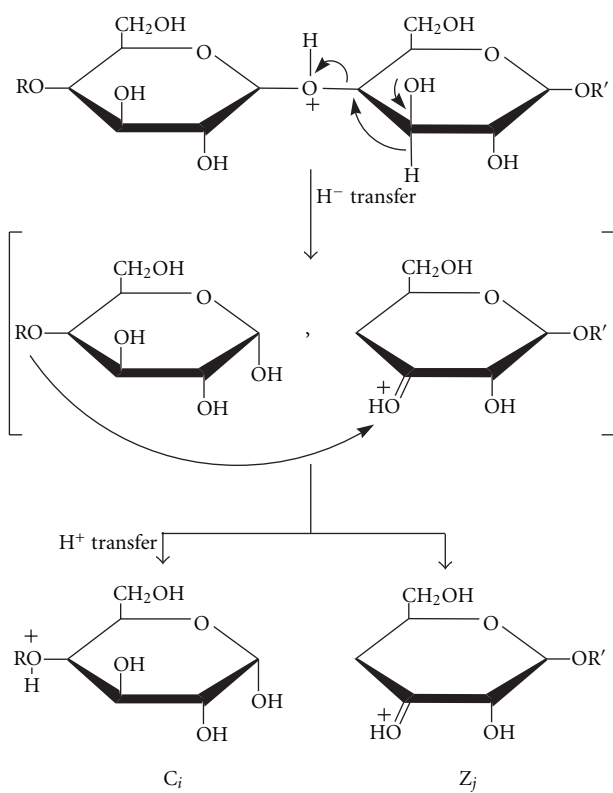 H
CH₂OH CH₂OH
O O
RO OH O OH OR′
+
OH OH
H
H⁻ transfer
CH₂OH CH₂OH
O O
RO OH , OR′
OH + OH
OH HO
H⁺ transfer
CH₂OH CH₂OH
+ O O
RO OH OR′
H OH + OH
OH HO
Cᵢ Zⱼ